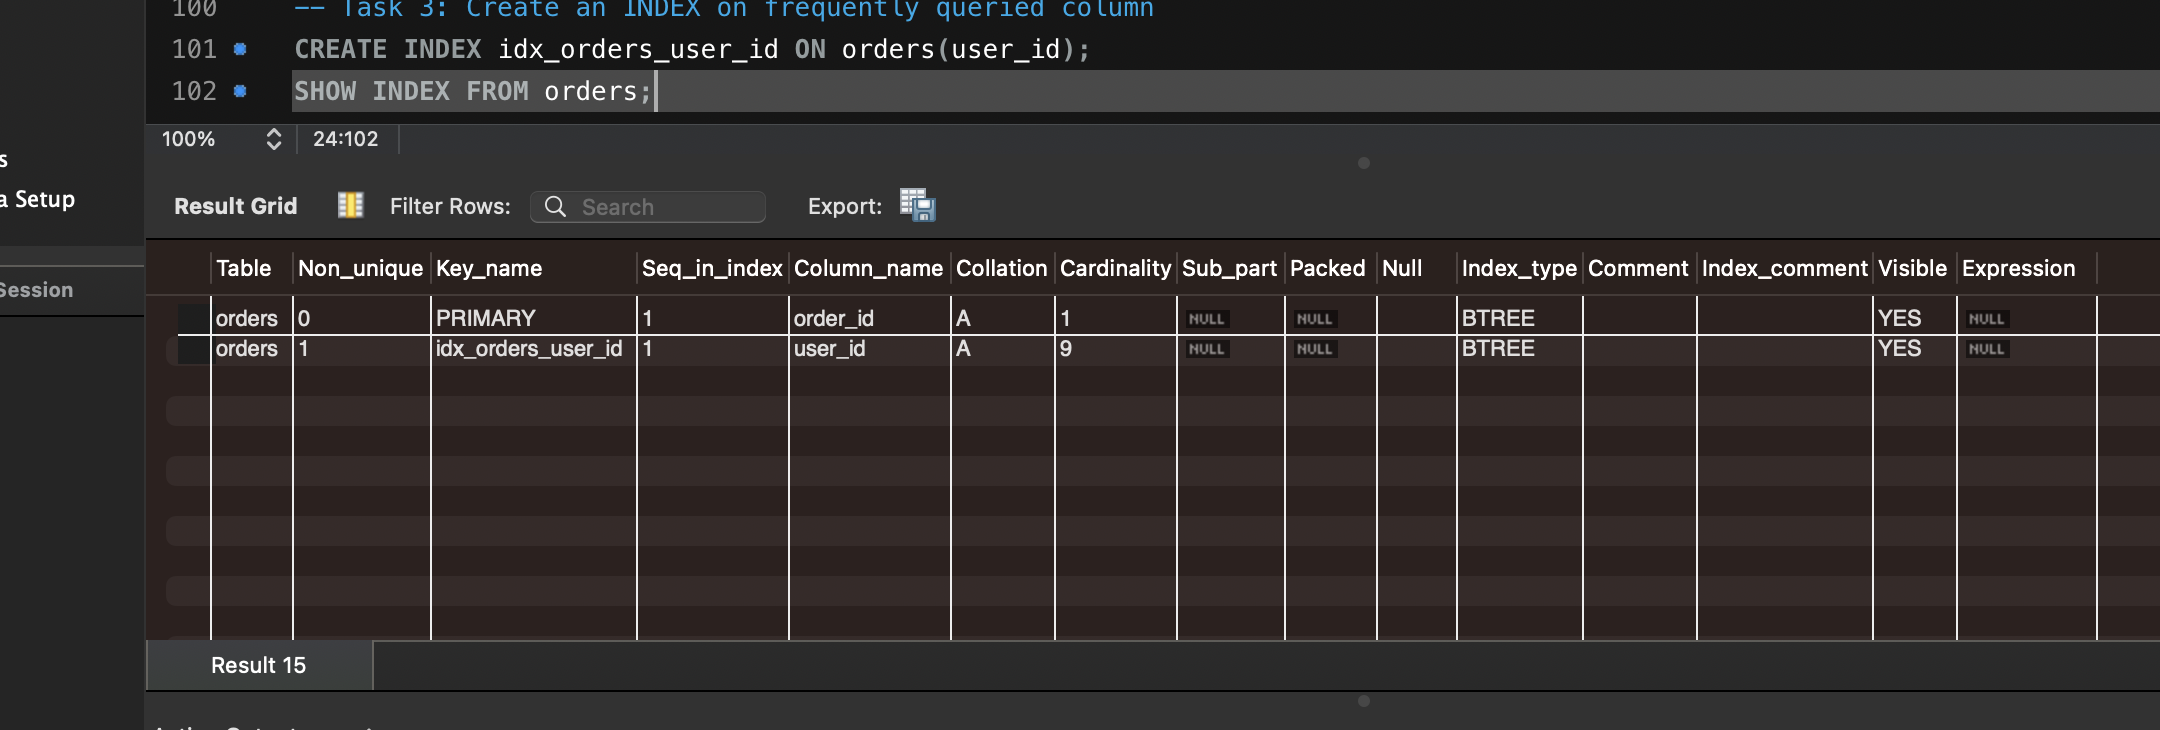 100 -- Task 3: Create an INDEX on frequently queried column
101 CREATE INDEX idx_orders_user_id ON orders(user_id);
102 SHOW INDEX FROM orders;
100% 24:102
s
a Setup
Session
Result Grid Filter Rows: Search Export:
Table Non_unique Key_name Seq_in_index Column_name Collation Cardinality Sub_part Packed Null Index_type Comment Index_comment Visible Expression
orders 0 PRIMARY 1 order_id A 1 NULL NULL BTREE YES NULL
orders 1 idx_orders_user_id 1 user_id A 9 NULL NULL BTREE YES NULL
Result 15